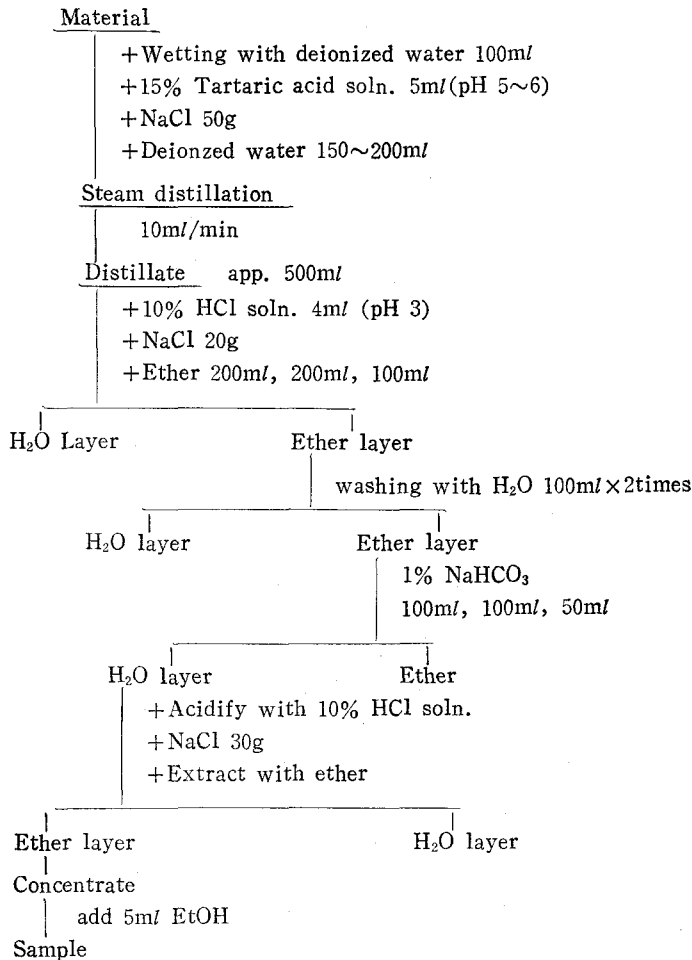 Material
+Wetting with deionized water 100ml
+15% Tartaric acid soln. 5ml(pH 5~6)
+NaCl 50g
+Deionzed water 150~200ml
Steam distillation
10ml/min
Distillate app. 500ml
+10% HCl soln. 4ml (pH 3)
+NaCl 20g
+Ether 200ml, 200ml, 100ml
H₂O Layer Ether layer
washing with H₂O 100ml×2times
H₂O layer Ether layer
1% NaHCO₃
100ml, 100ml, 50ml
H₂O layer Ether
+Acidify with 10% HCl soln.
+NaCl 30g
+Extract with ether
Ether layer H₂O layer
Concentrate
add 5ml EtOH
Sample